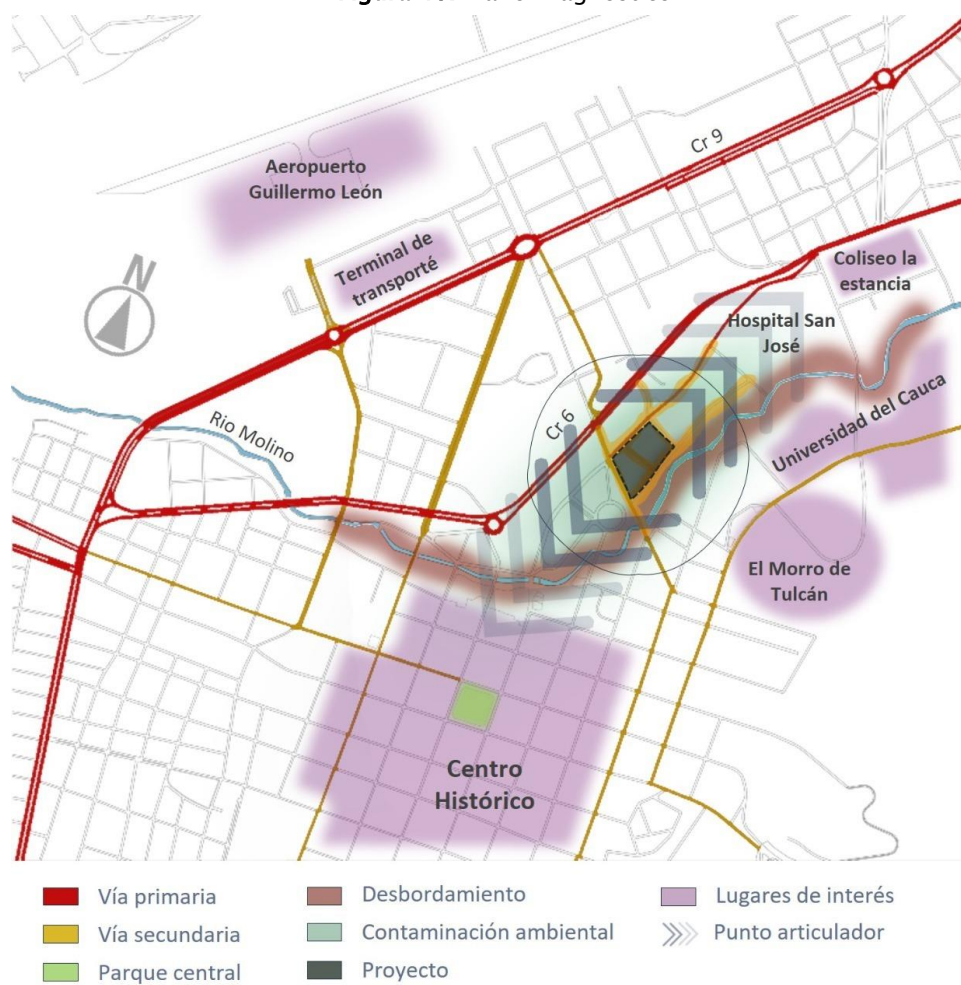 Aeropuerto
Guillermo León
Cr 9
Terminal de
transporté
Coliseo la
estancia
N
Hospital San
José
Cr 6
Rio Molino
Universidad del Cauca
El Morro de
Tulcán
Centro
Histórico
Vía primaria
Desbordamiento
Lugares de interés
Vía secundaria
Contaminación ambiental
Punto articulador
Parque central
Proyecto